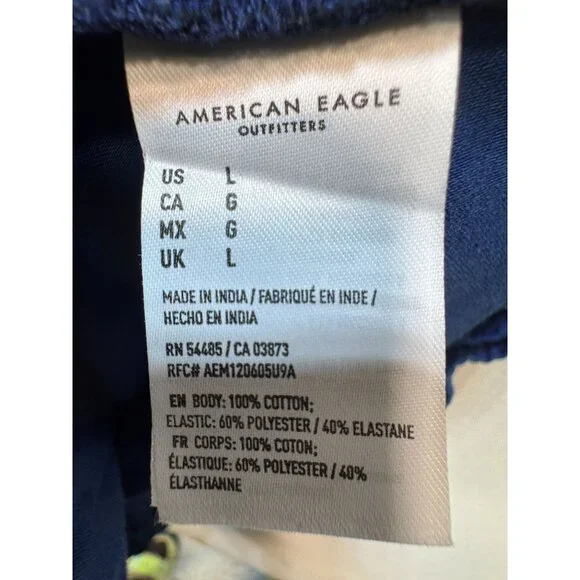 AMERICAN EAGLE
OUTFITTERS
US L
CA G
MX G
UK L
MADE IN INDIA / FABRIQUÉ EN INDE /
HECHO EN INDIA
RN 54485 / CA 03873
RFC# AEM120605U9A
EN BODY: 100% COTTON;
ELASTIC: 60% POLYESTER / 40% ELASTANE
FR CORPS: 100% COTON;
ÉLASTIQUE: 60% POLYESTER / 40%
ÉLASTHANNE